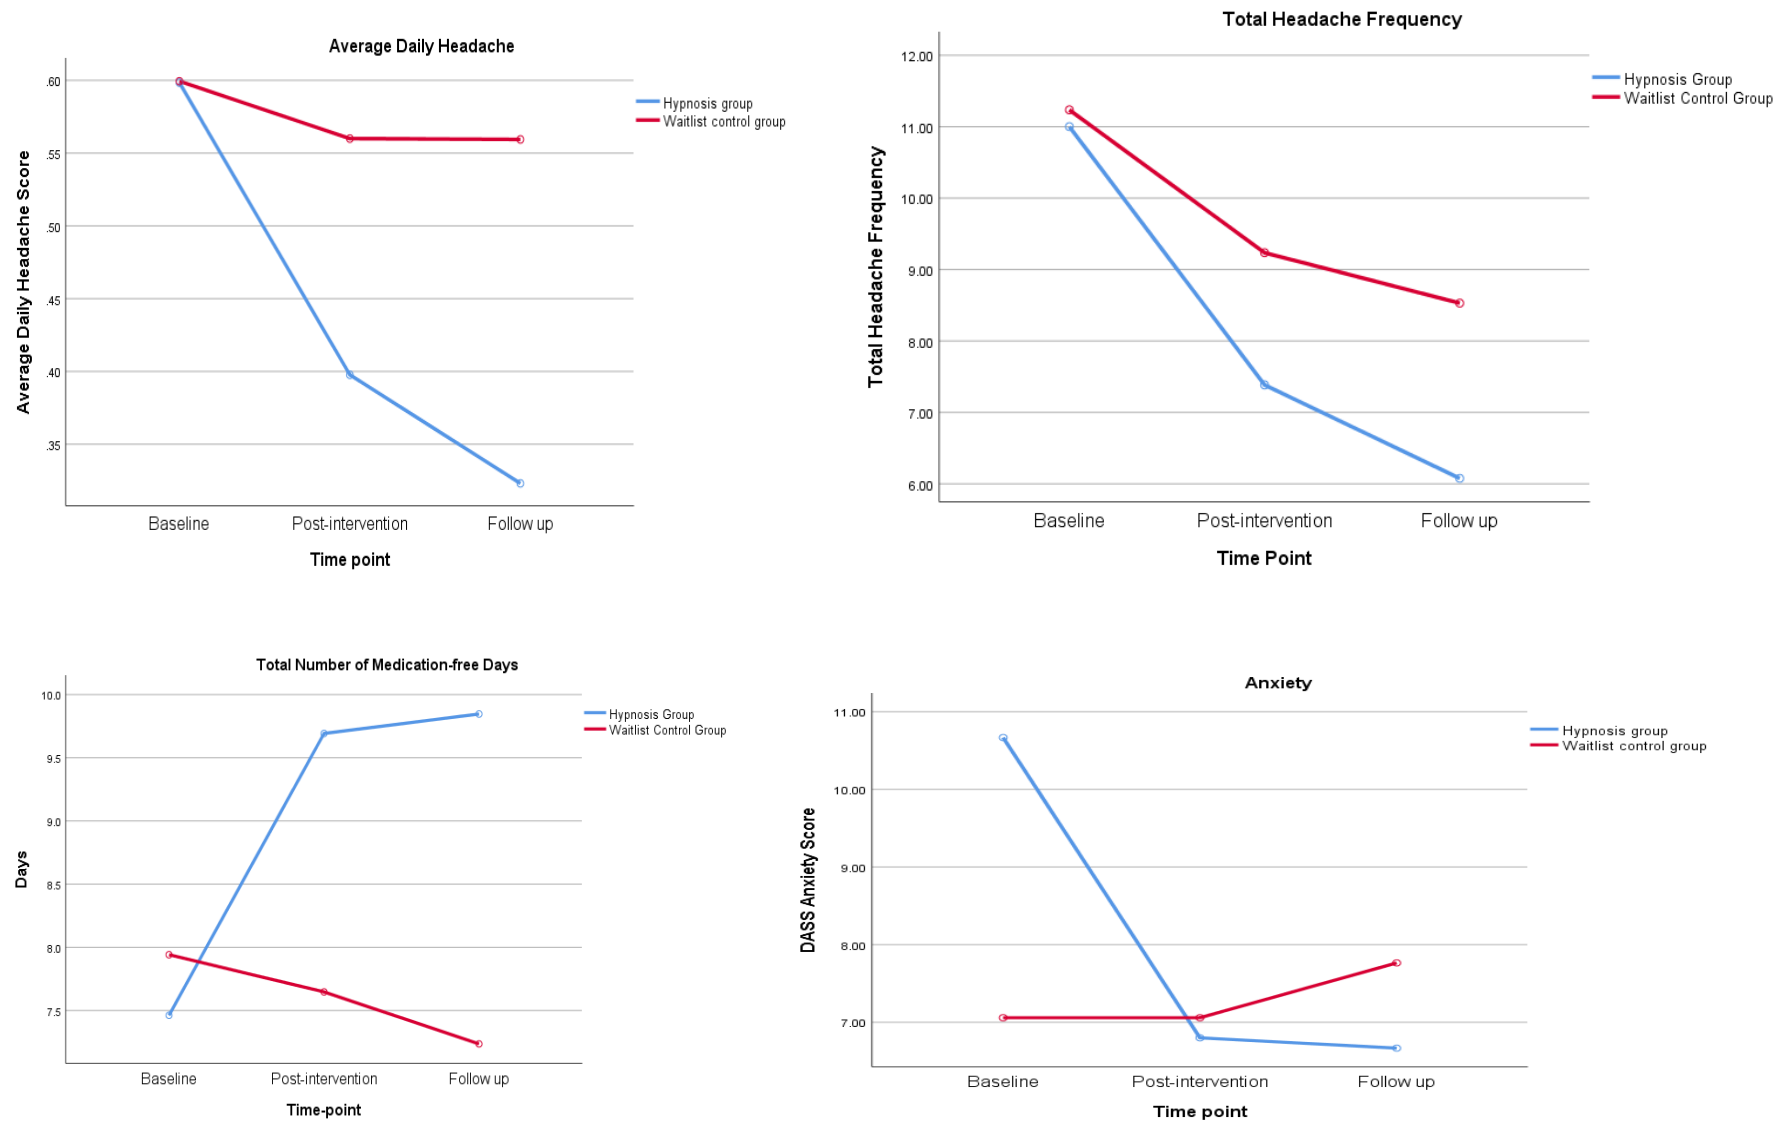 Average Daily Headache
Average Daily Headache Score
.60
.55
.50
.45
.40
.35
Baseline
Post-intervention
Follow up
Time point
Hypnosis group
Waitlist control group
Total Headache Frequency
Total Headache Frequency
12.00
11.00
10.00
9.00
8.00
7.00
6.00
Baseline
Post-intervention
Follow up
Time Point
Hypnosis Group
Waitlist Control Group
Total Number of Medication-free Days
Days
10.0
9.5
9.0
8.5
8.0
7.5
Baseline
Post-intervention
Follow up
Time-point
Hypnosis Group
Waitlist Control Group
Anxiety
DASS Anxiety Score
11.00
10.00
9.00
8.00
7.00
Baseline
Post-intervention
Follow up
Time point
Hypnosis group
Waitlist control group